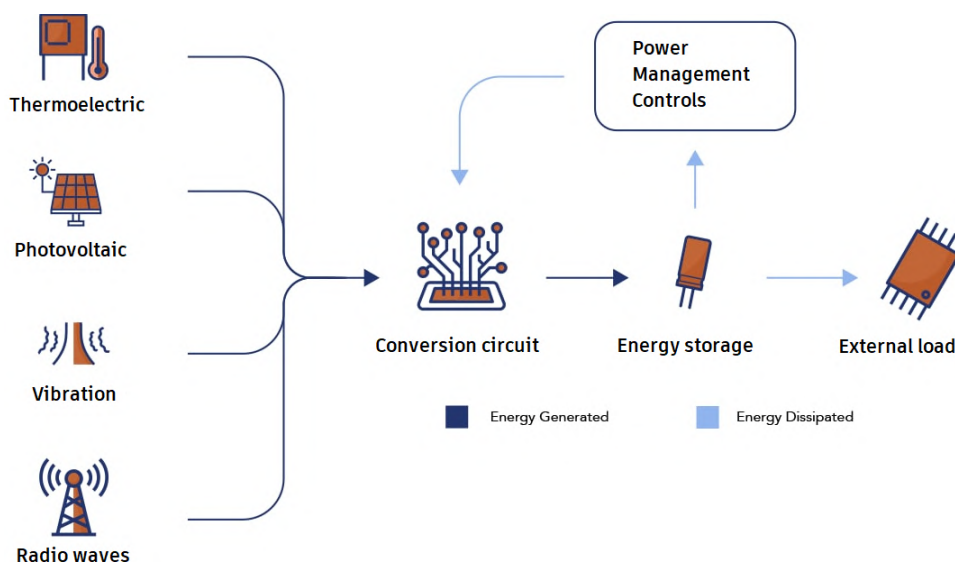 Thermoelectric
Photovoltaic
Vibration
Radio waves
Power
Management
Controls
Conversion circuit
Energy storage
External load
Energy Generated
Energy Dissipated